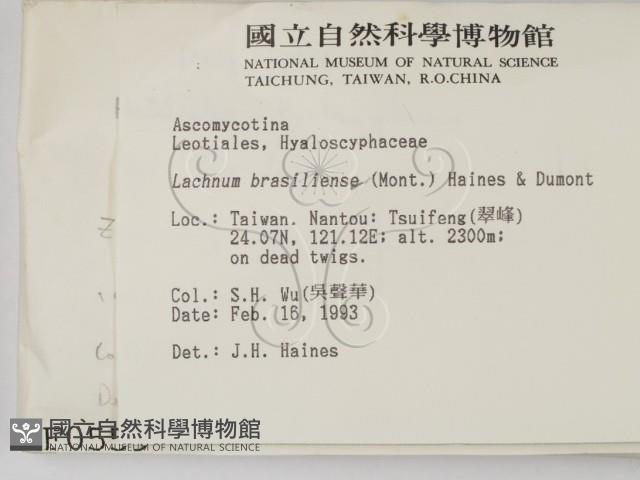 國立自然科學博物館
NATIONAL MUSEUM OF NATURAL SCIENCE
TAICHUNG, TAIWAN, R.O.CHINA
Ascomycotina
Leotiales, Hyaloscyphaceae
Lachnum brasiliense (Mont.) Haines & Dumont
Loc.: Taiwan. Nantou: Tsuifeng(翠峰)
24.07N, 121.12E; alt. 2300m;
on dead twigs.
Col.: S.H. Wu(吳聲華)
Date: Feb. 16, 1993
Det.: J.H. Haines
國立自然科學博物館
NATIONAL MUSEUM OF NATURAL SCIENCE